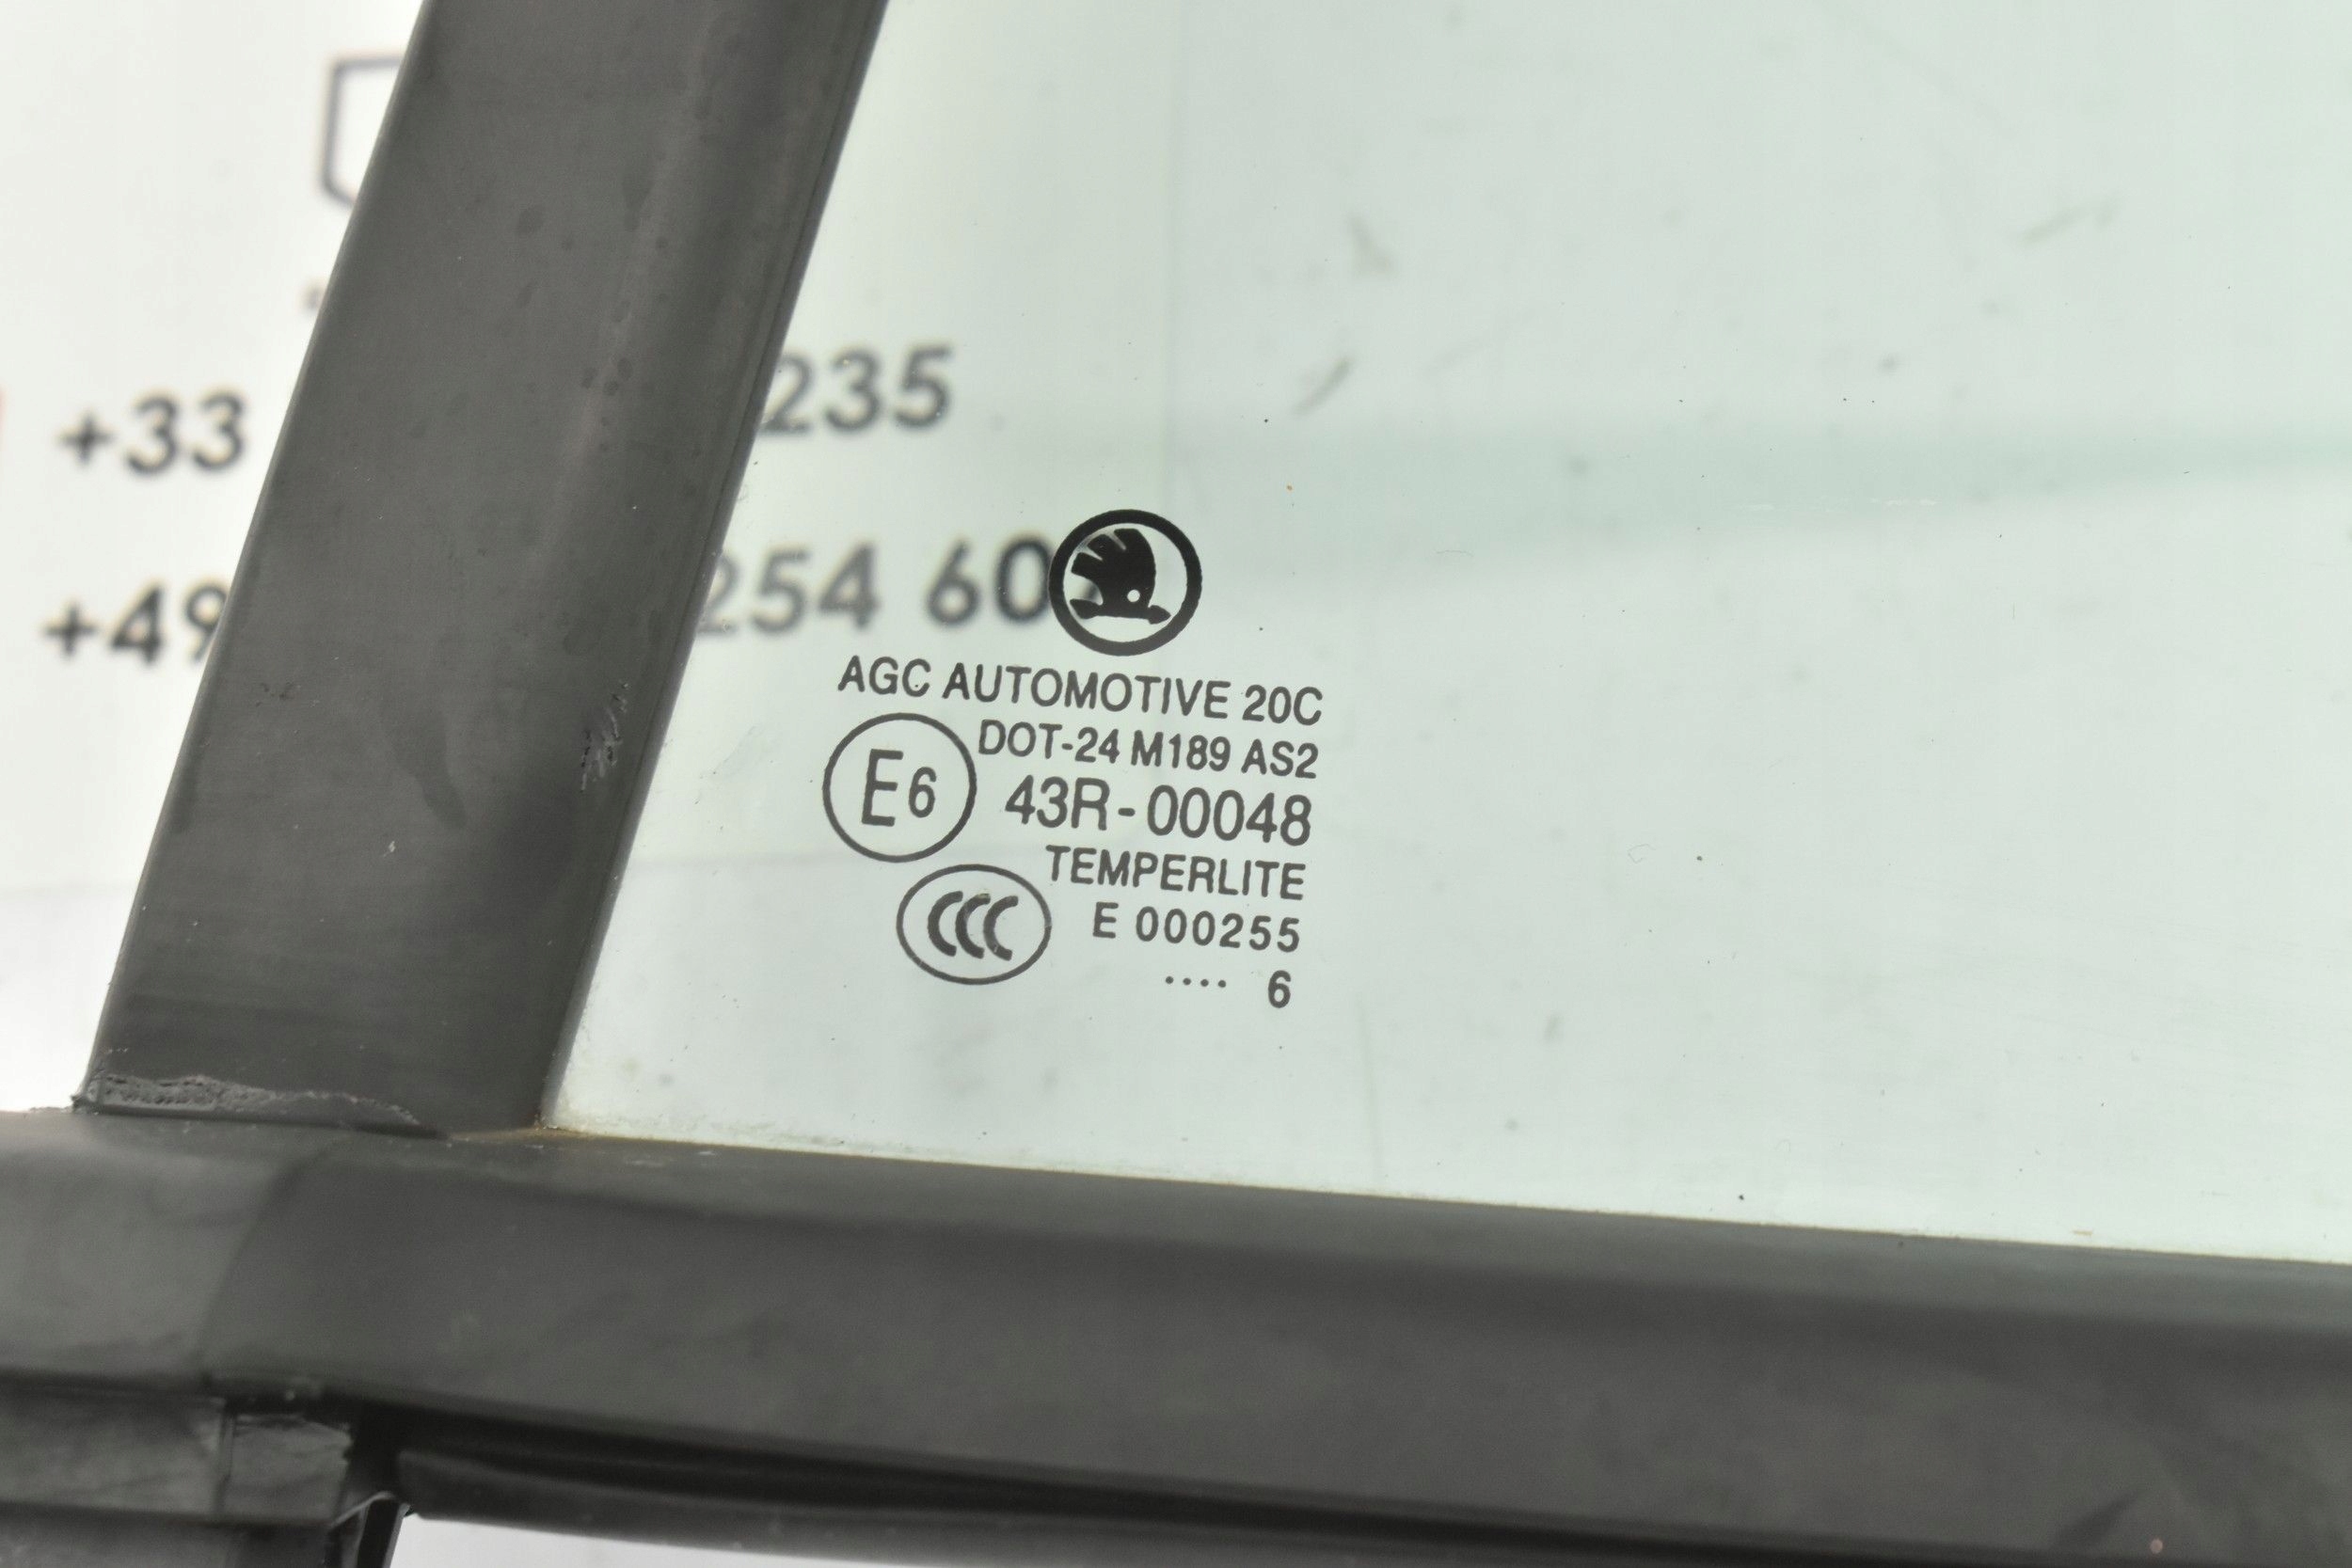 +33
235
+49
254 60
AGC AUTOMOTIVE 20C
DOT-24 M189 AS2
E6 43R-00048
TEMPERLITE
CCC E 000255
.... 6